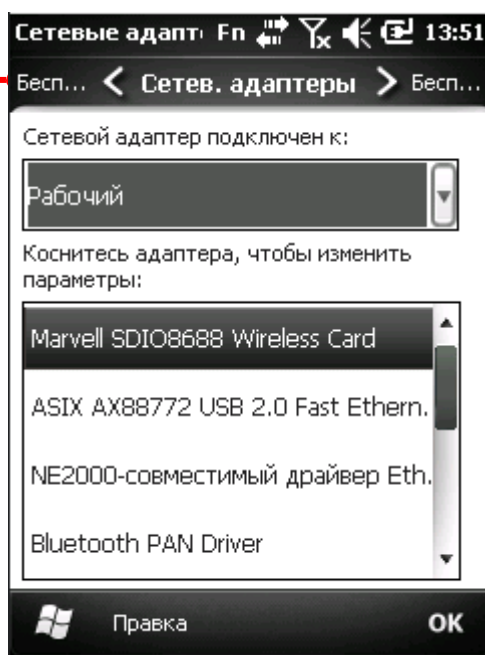 Сетевые адапт Fn 13:51
Бесп... Сетев. адаптеры Бесп...
Сетевой адаптер подключен к:
Рабочий
Коснитесь адаптера, чтобы изменить
параметры:
Marvell SDIO8688 Wireless Card
ASIX AX88772 USB 2.0 Fast Ethern.
NE2000-совместимый драйвер Eth.
Bluetooth PAN Driver
Правка OK